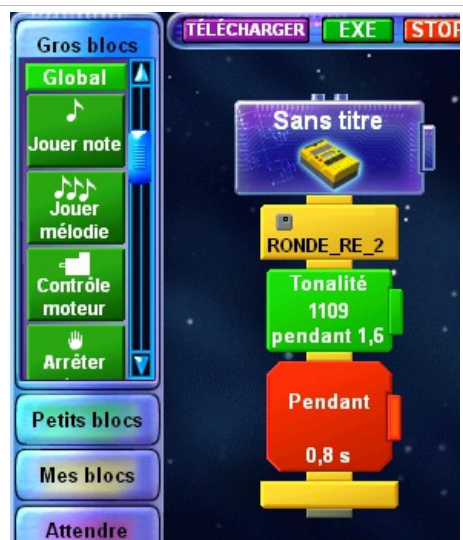 Gros blocs
Global
Jouer note
Jouer
mélodie
Contrôle
moteur
Arréter
Petits blocs
Mes blocs
Attendre
TÉLÉCHARGER
EXE
STOP
Sans titre
RONDE_RE_2
Tonalité
1109
pendant 1,6
Pendant
0,8 s